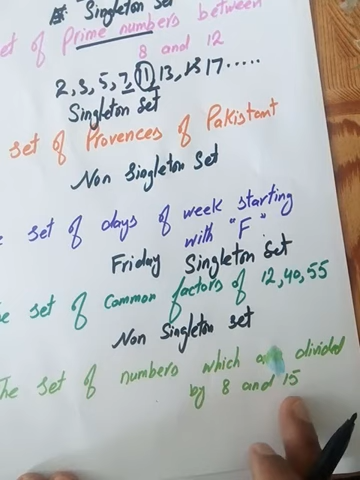 Singleton set
set of Prime numbers between
8 and 12
2, 3, 5, 7, 11, 13, 15 17.....
Singleton set
set of Provences of Pakistant
Non Singleton set
set of days of week starting
with "F".
Friday Singleton set
set of Common factors of 12, 40, 55
Non Singleton set
The set of numbers which are divided
by 8 and 15